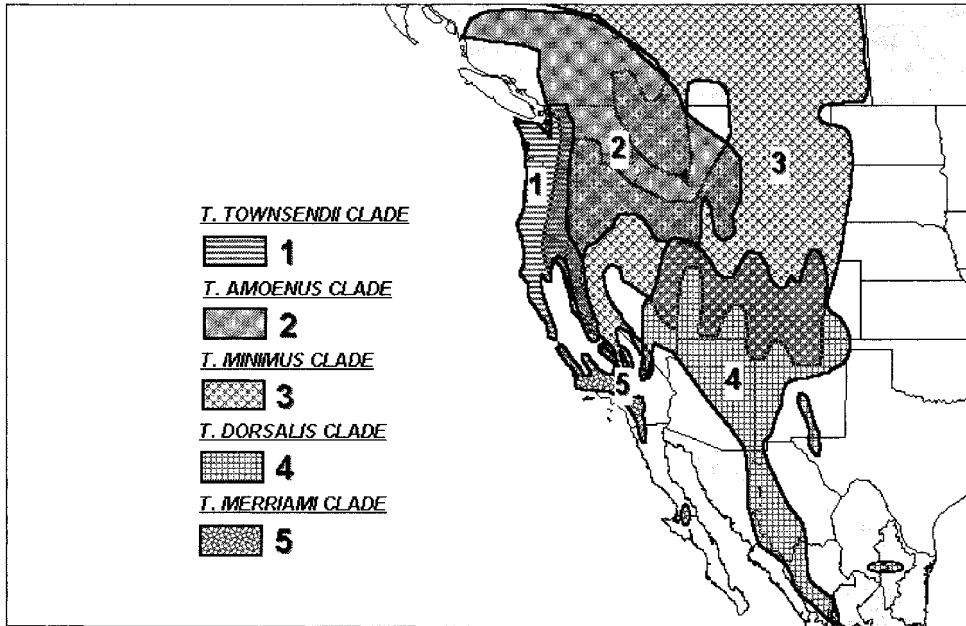 T. TOWNSENDII CLADE
1
T. AMOENUS CLADE
2
T. MINIMUS CLADE
3
T. DORSALIS CLADE
4
T. MERRIAMI CLADE
5
1
2
3
4
5